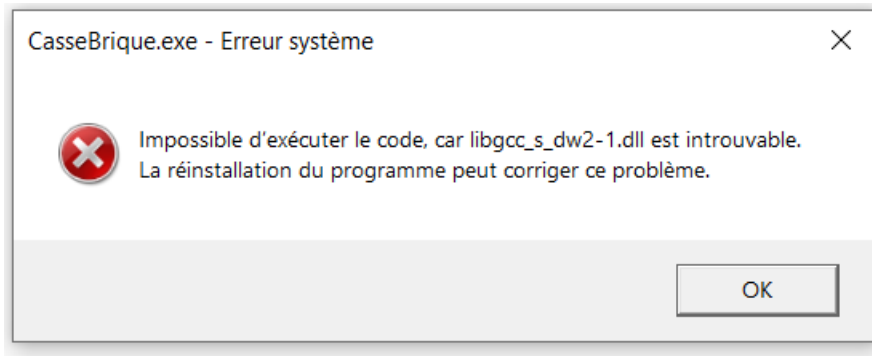 CasseBrique.exe - Erreur système
Impossible d'exécuter le code, car libgcc_s_dw2-1.dll est introuvable.
La réinstallation du programme peut corriger ce problème.
OK